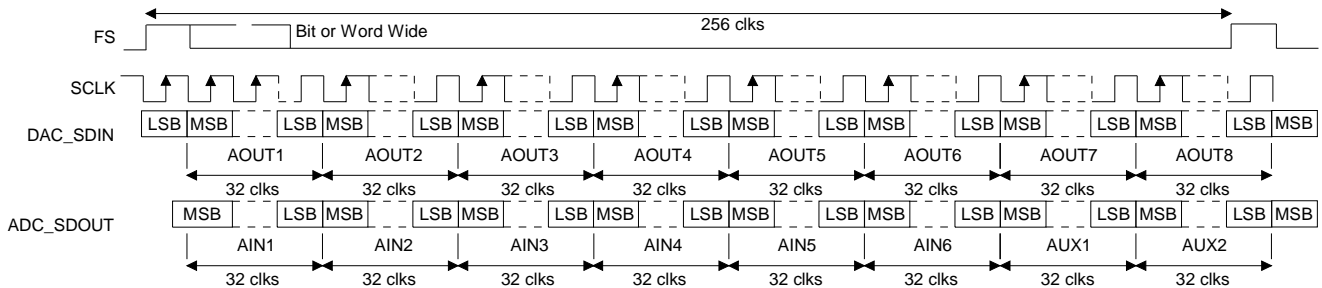 256 clks
FS Bit or Word Wide
SCLK
DAC_SDIN LSB MSB LSB MSB LSB MSB LSB MSB LSB MSB LSB MSB LSB MSB LSB MSB LSB MSB
AOUT1 AOUT2 AOUT3 AOUT4 AOUT5 AOUT6 AOUT7 AOUT8
32 clks 32 clks 32 clks 32 clks 32 clks 32 clks 32 clks 32 clks
ADC_SDOUT MSB LSB MSB LSB MSB LSB MSB LSB MSB LSB MSB LSB MSB LSB MSB LSB MSB
AIN1 AIN2 AIN3 AIN4 AIN5 AIN6 AUX1 AUX2
32 clks 32 clks 32 clks 32 clks 32 clks 32 clks 32 clks 32 clks